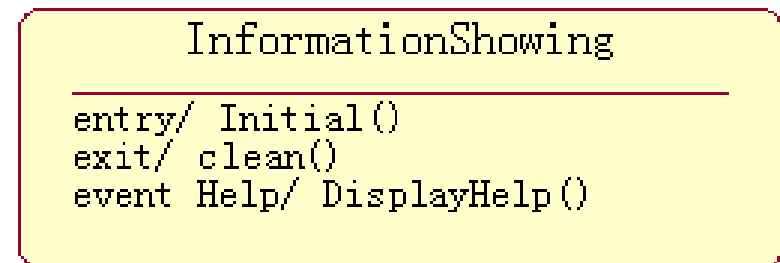 InformationShowing
entry/ Initial()
exit/ clean()
event Help/ DisplayHelp()